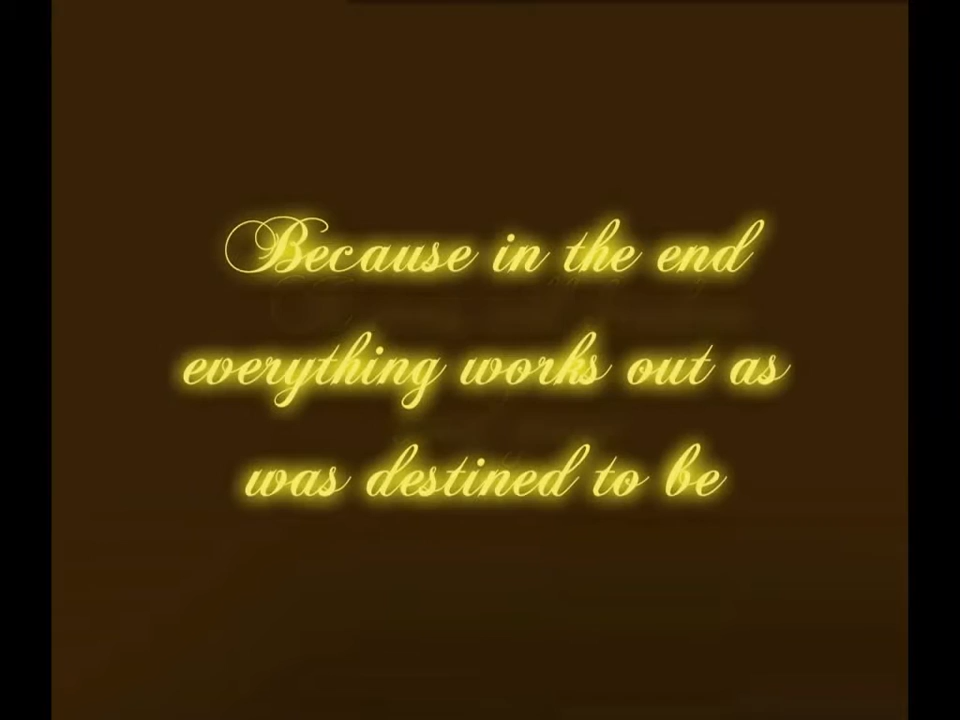 Because in the end
everything works out as
was destined to be